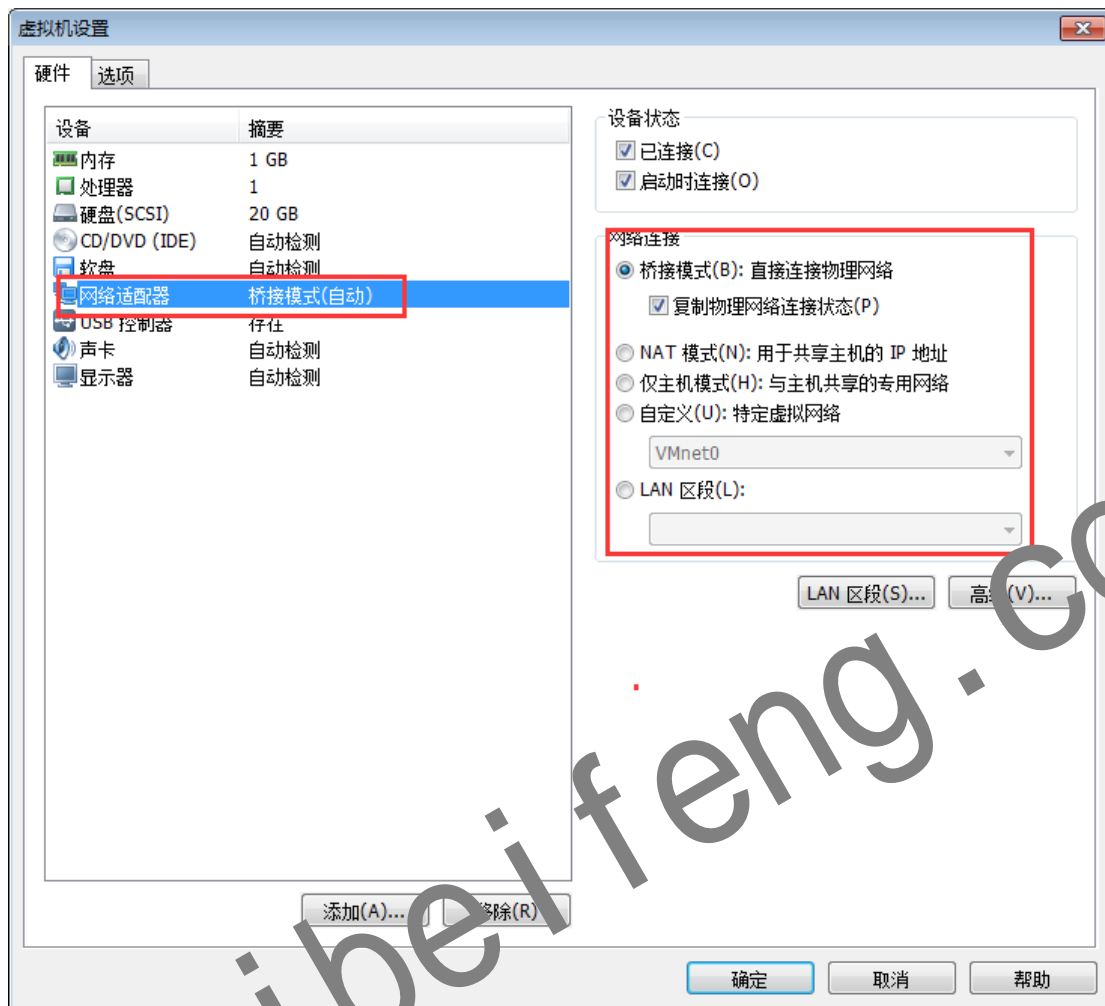 虚拟机设置
硬件 选项
设备 摘要
内存 1 GB
处理器 1
硬盘(SCSI) 20 GB
CD/DVD (IDE) 自动检测
软盘 自动检测
网络适配器 桥接模式(自动)
USB 控制器 存在
声卡 自动检测
显示器 自动检测
添加(A)... 移除(R)
设备状态
已连接(C)
启动时连接(O)
网络连接
桥接模式(B): 直接连接物理网络
复制物理网络连接状态(P)
NAT 模式(N): 用于共享主机的 IP 地址
仅主机模式(H): 与主机共享的专用网络
自定义(U): 特定虚拟网络
VMnet0
LAN 区段(L):
LAN 区段(S)... 高级(V)...
确定 取消 帮助
ibeifeng.co